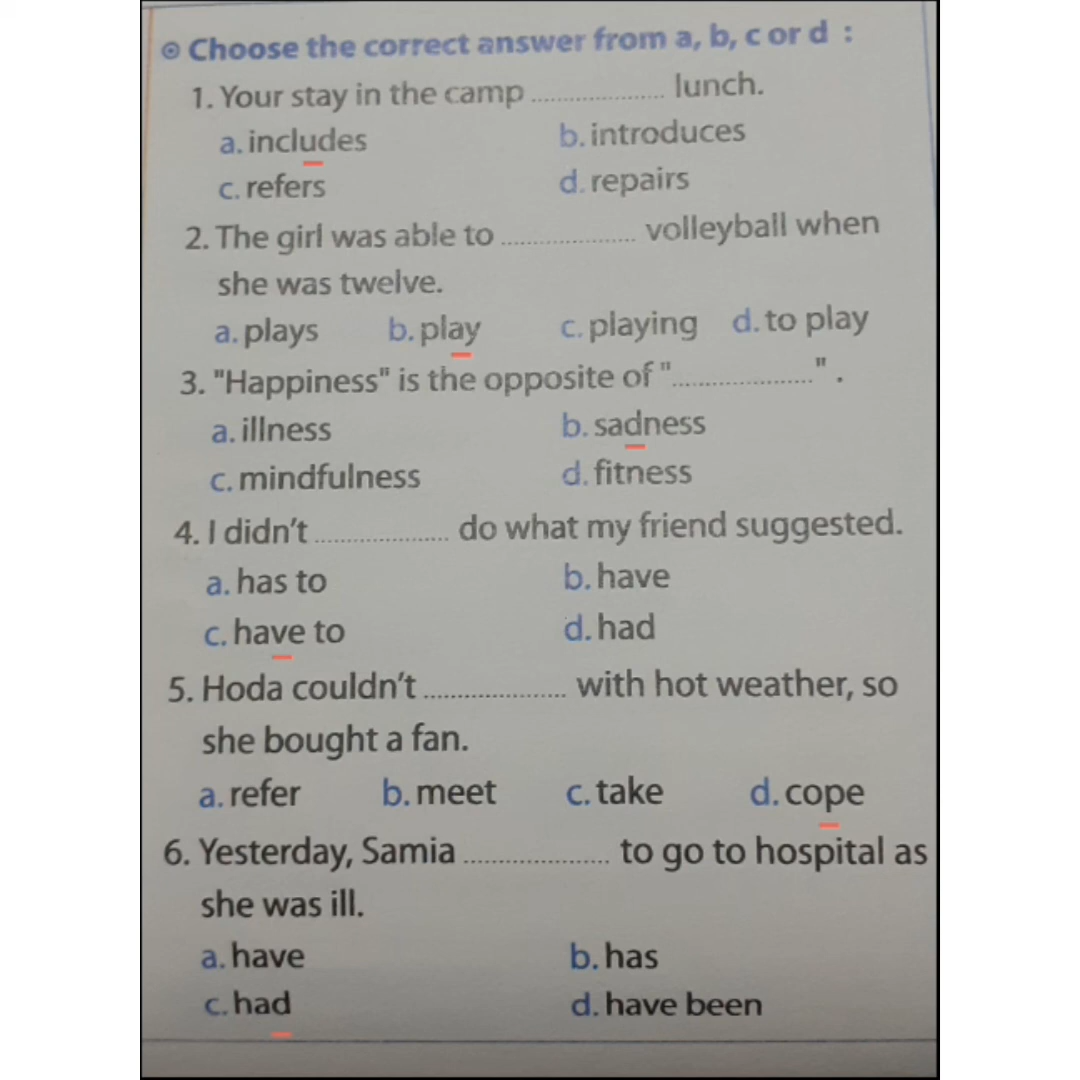 ⊙ Choose the correct answer from a, b, c or d :
1. Your stay in the camp .................... lunch.
a. includes b. introduces
c. refers d. repairs
2. The girl was able to .................... volleyball when
she was twelve.
a. plays b. play c. playing d. to play
3. "Happiness" is the opposite of "....................".
a. illness b. sadness
c. mindfulness d. fitness
4. I didn't .................... do what my friend suggested.
a. has to b. have
c. have to d. had
5. Hoda couldn't .................... with hot weather, so
she bought a fan.
a. refer b. meet c. take d. cope
6. Yesterday, Samia .................... to go to hospital as
she was ill.
a. have b. has
c. had d. have been